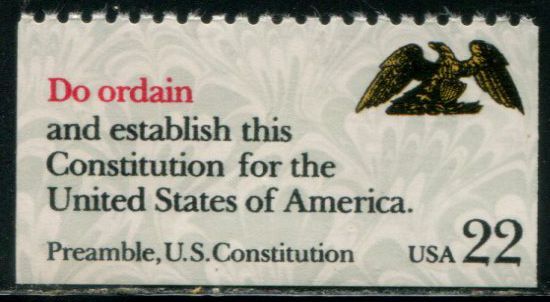 Do ordain
and establish this
Constitution for the
United States of America.
Preamble, U.S. Constitution
USA 22